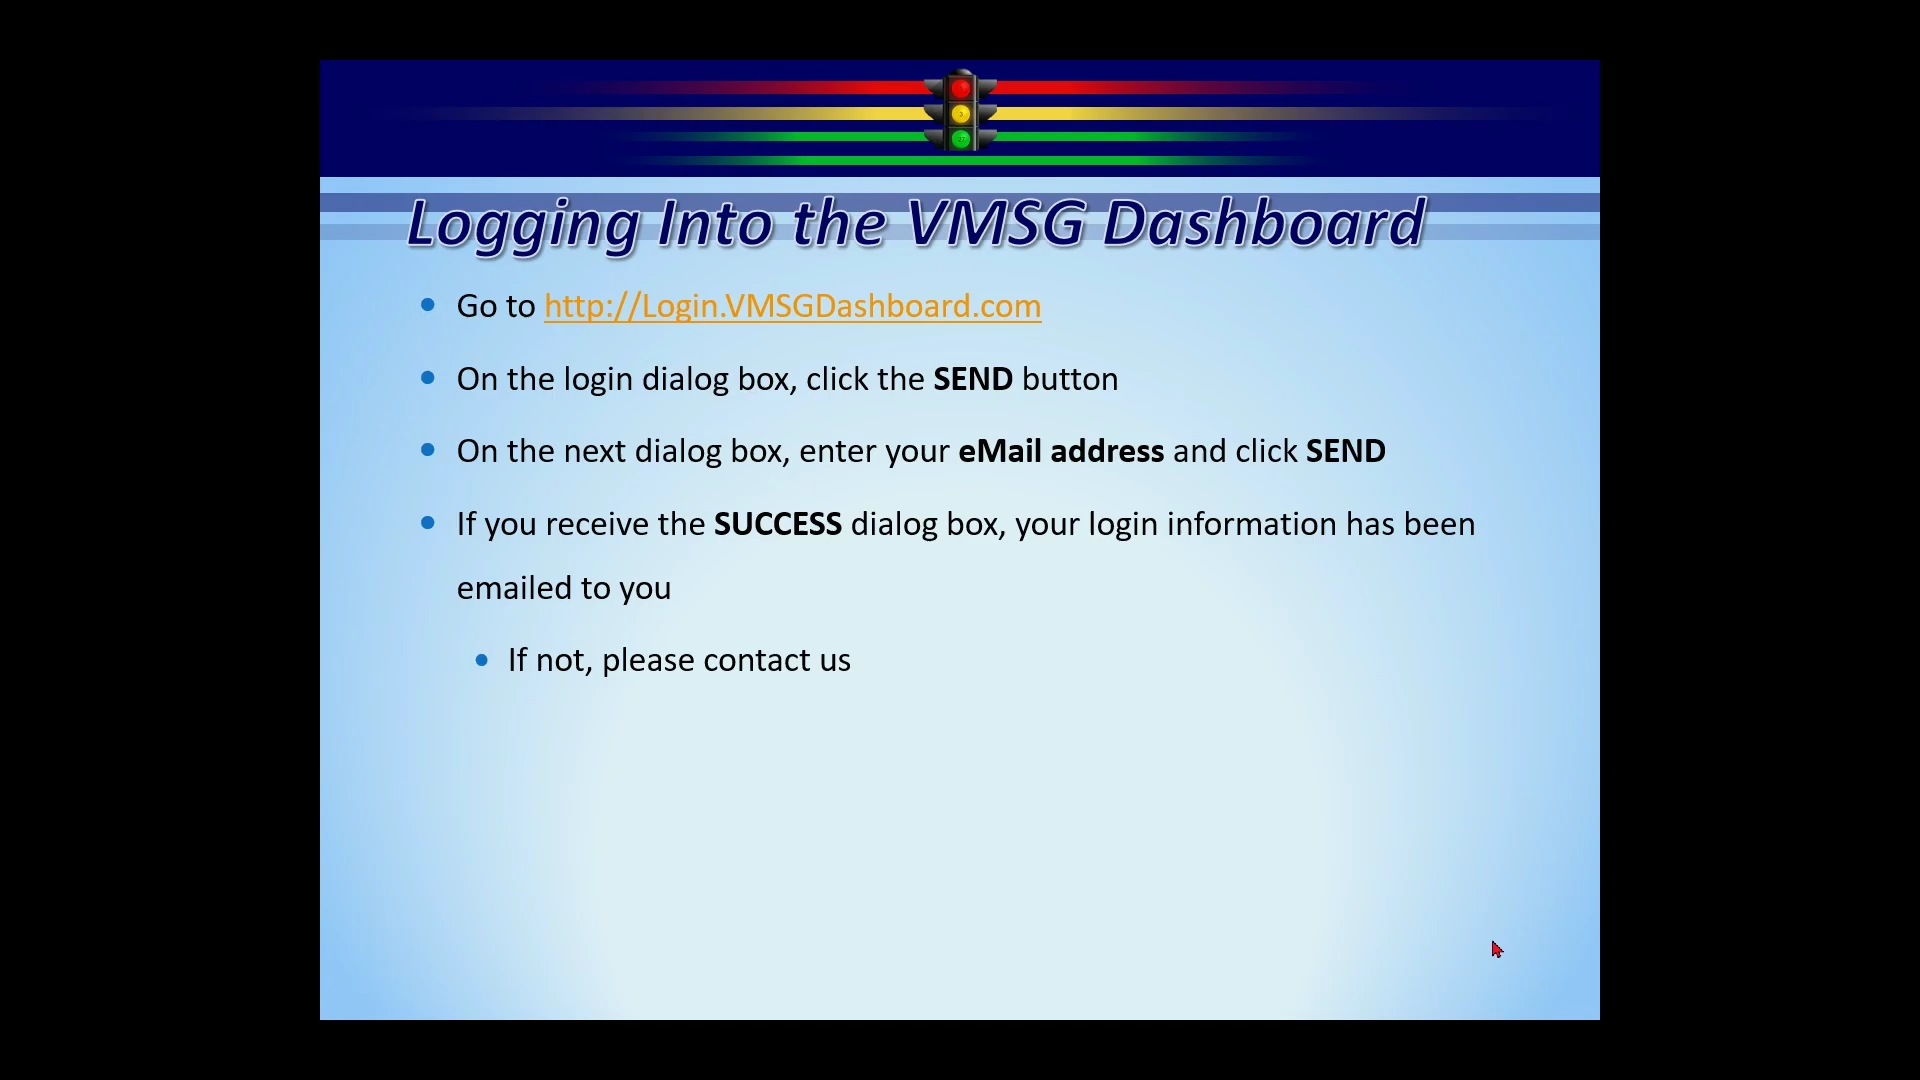 Logging Into the VMSG Dashboard
Go to http://Login.VMSGDashboard.com
On the login dialog box, click the SEND button
On the next dialog box, enter your eMail address and click SEND
If you receive the SUCCESS dialog box, your login information has been
emailed to you
If not, please contact us